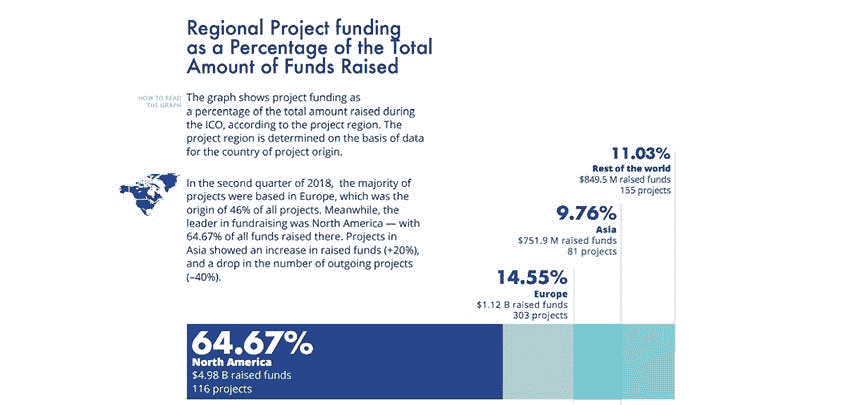 Regional Project funding
as a Percentage of the Total
Amount of Funds Raised
HOW TO READ
THE GRAPH
The graph shows project funding as
a percentage of the total amount raised during
the ICO, according to the project region. The
project region is determined on the basis of data
for the country of project origin.
In the second quarter of 2018, the majority of
projects were based in Europe, which was the
origin of 46% of all projects. Meanwhile, the
leader in fundraising was North America — with
64.67% of all funds raised there. Projects in
Asia showed an increase in raised funds (+20%),
and a drop in the number of outgoing projects
(–40%).
11.03%
Rest of the world
$849.5 M raised funds
155 projects
9.76%
Asia
$751.9 M raised funds
81 projects
14.55%
Europe
$1.12 B raised funds
303 projects
64.67%
North America
$4.98 B raised funds
116 projects